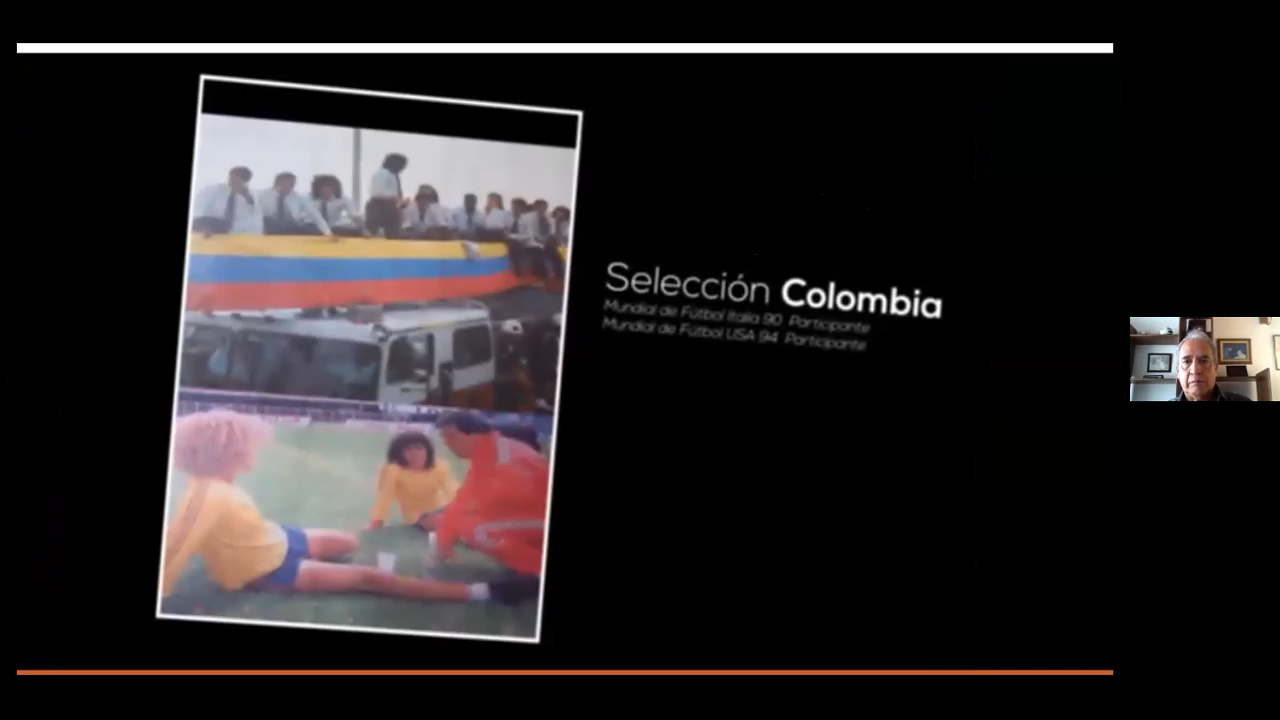 Selección Colombia
Mundial de Fútbol Italia 90 Participante
Mundial de Fútbol USA 94 Participante